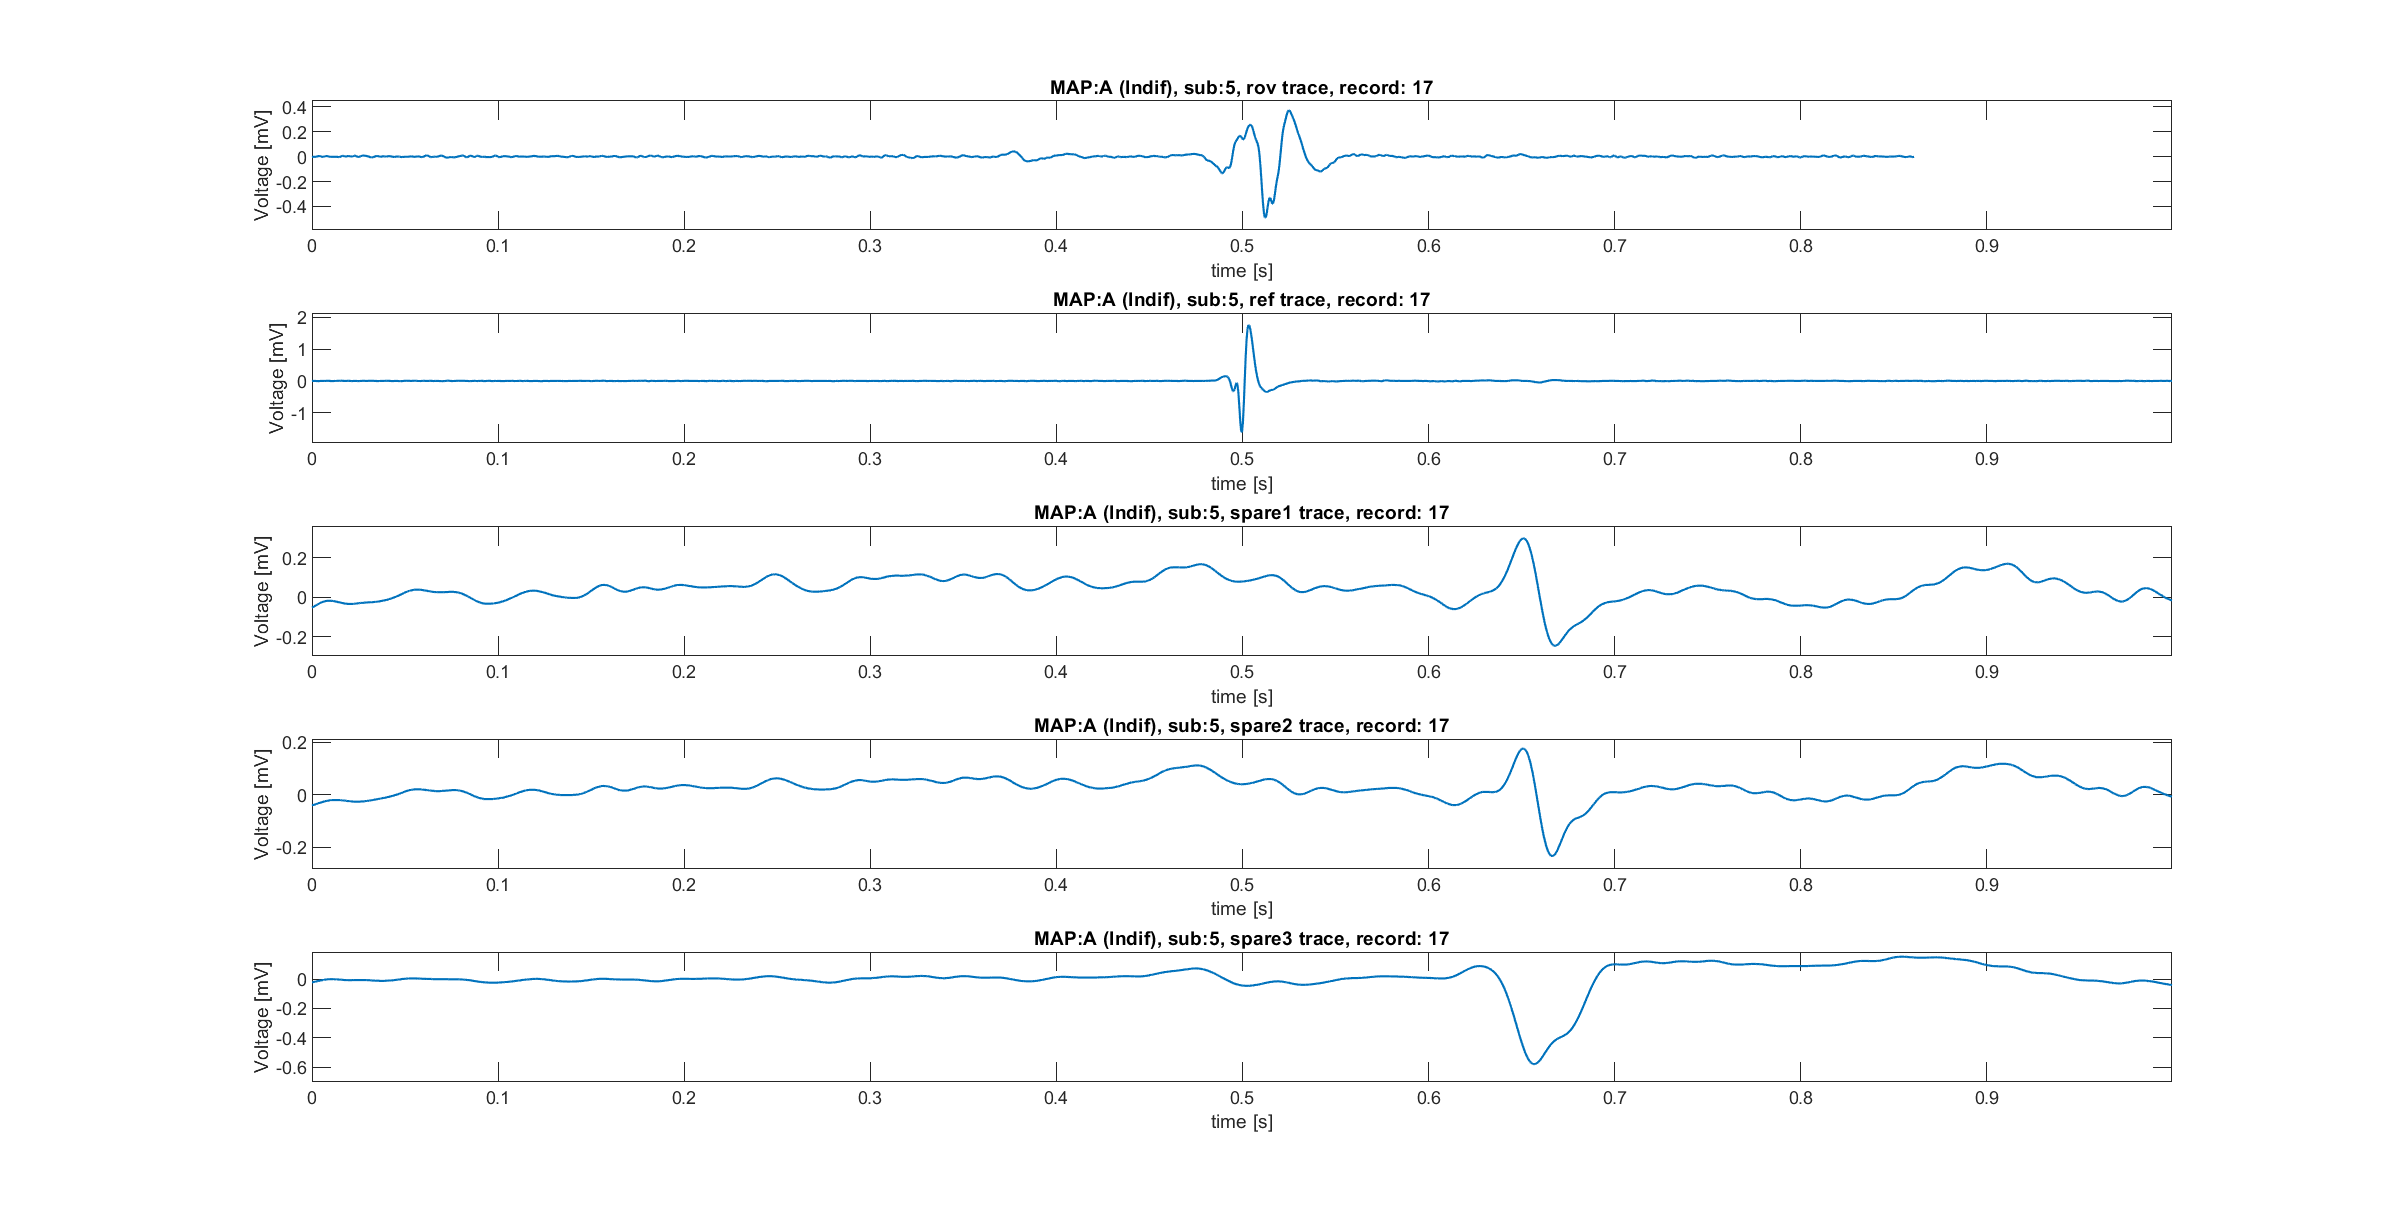 MAP:A (Indif), sub:5, rov trace, record: 17
Voltage [mV]
0.4
0.2
0
-0.2
-0.4
0 0.1 0.2 0.3 0.4 0.5 0.6 0.7 0.8 0.9
time [s]
MAP:A (Indif), sub:5, ref trace, record: 17
Voltage [mV]
2
1
0
-1
0 0.1 0.2 0.3 0.4 0.5 0.6 0.7 0.8 0.9
time [s]
MAP:A (Indif), sub:5, spare1 trace, record: 17
Voltage [mV]
0.2
0
-0.2
0 0.1 0.2 0.3 0.4 0.5 0.6 0.7 0.8 0.9
time [s]
MAP:A (Indif), sub:5, spare2 trace, record: 17
Voltage [mV]
0.2
0
-0.2
0 0.1 0.2 0.3 0.4 0.5 0.6 0.7 0.8 0.9
time [s]
MAP:A (Indif), sub:5, spare3 trace, record: 17
Voltage [mV]
0
-0.2
-0.4
-0.6
0 0.1 0.2 0.3 0.4 0.5 0.6 0.7 0.8 0.9
time [s]